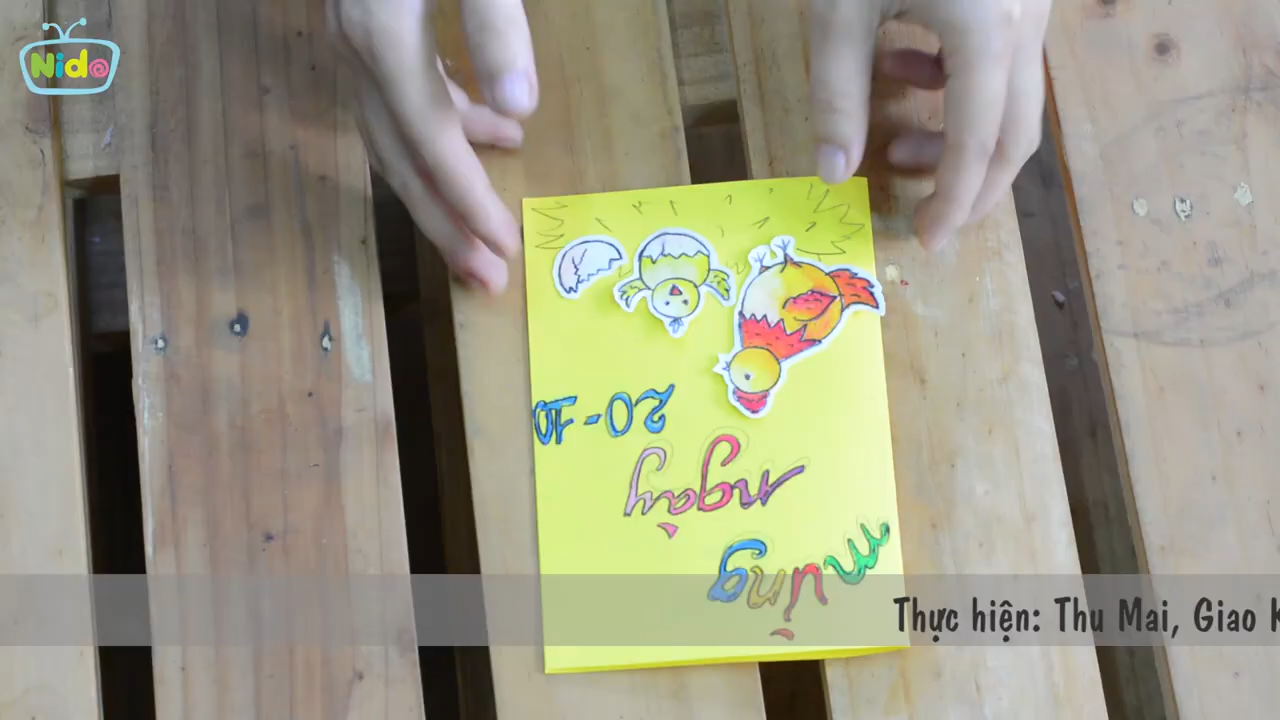 Nido
mừng
ngày
20-10
Thực hiện: Thu Mai, Giao K